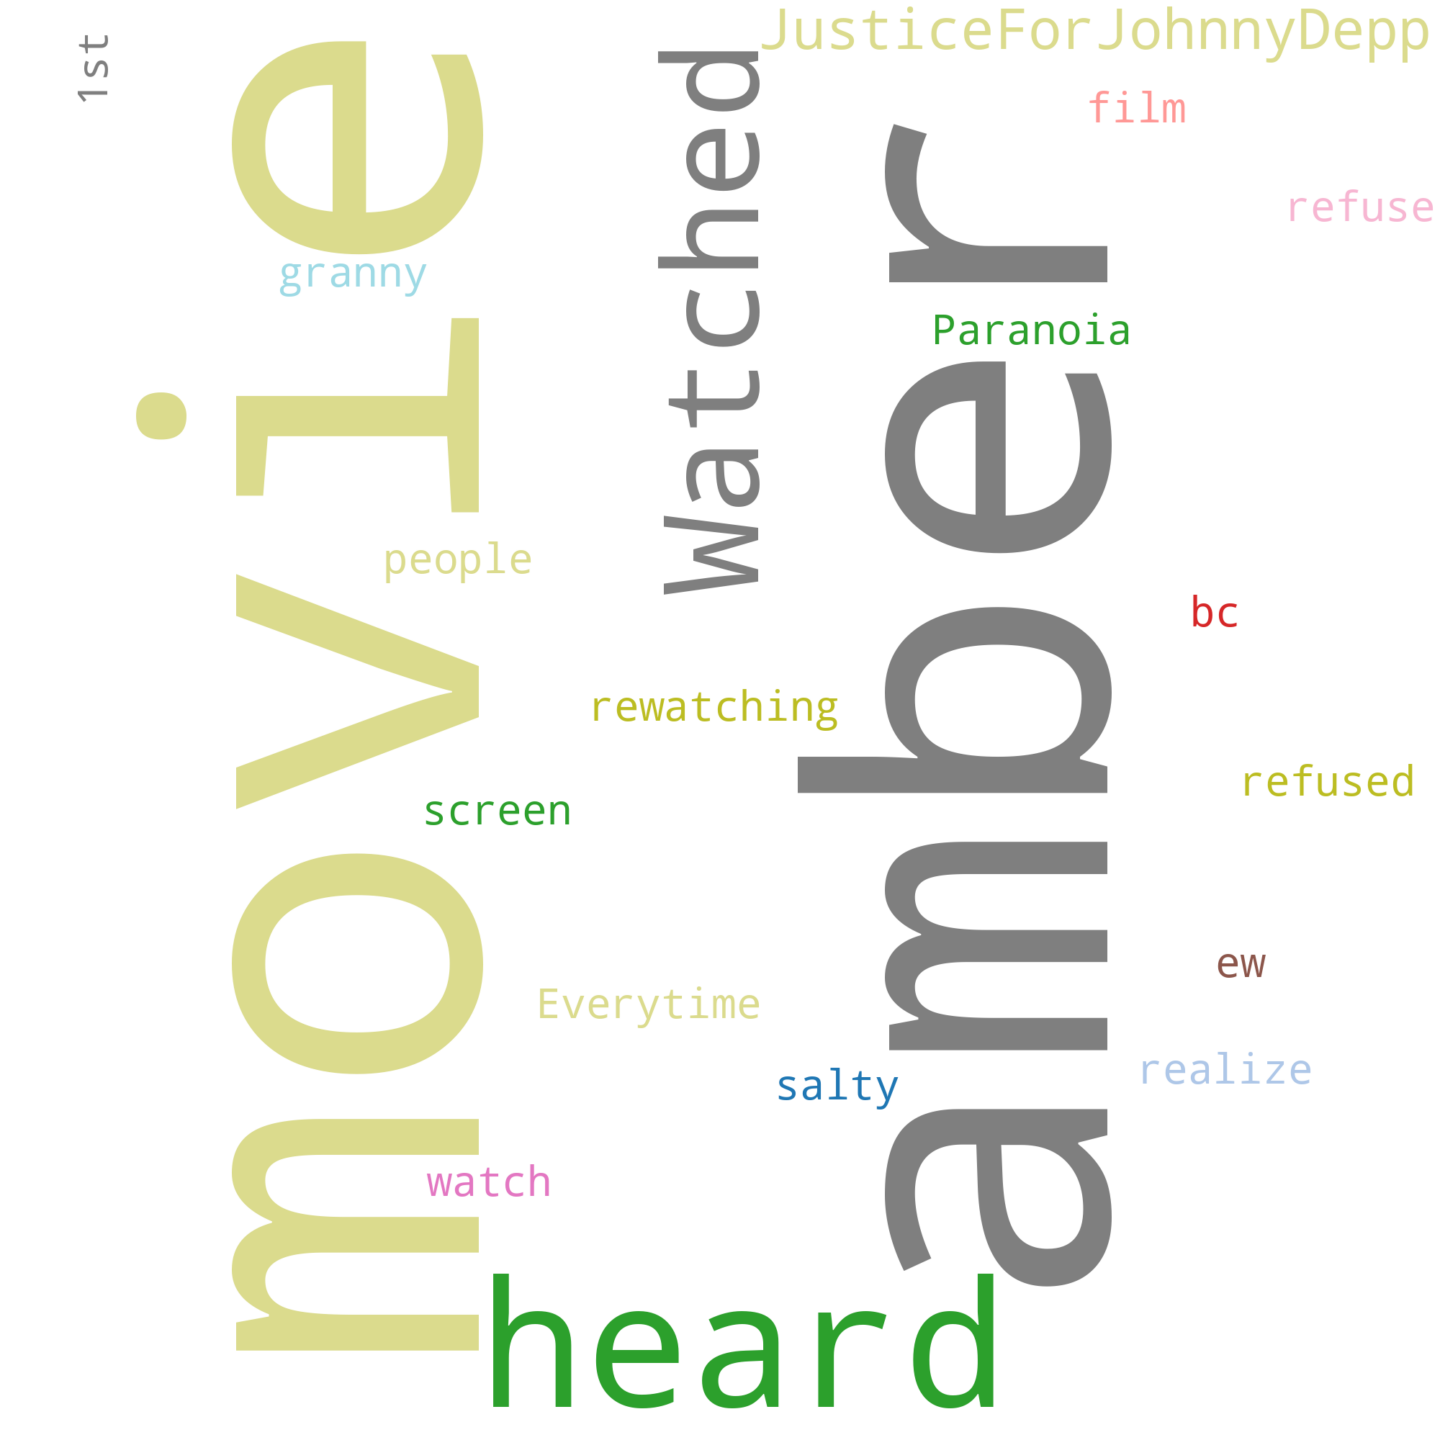 1st
JusticeForJohnnyDepp
film
refuse
movie
Watched
amber
granny
Paranoia
people
bc
rewatching
refused
screen
ew
Everytime
realize
salty
watch
heard